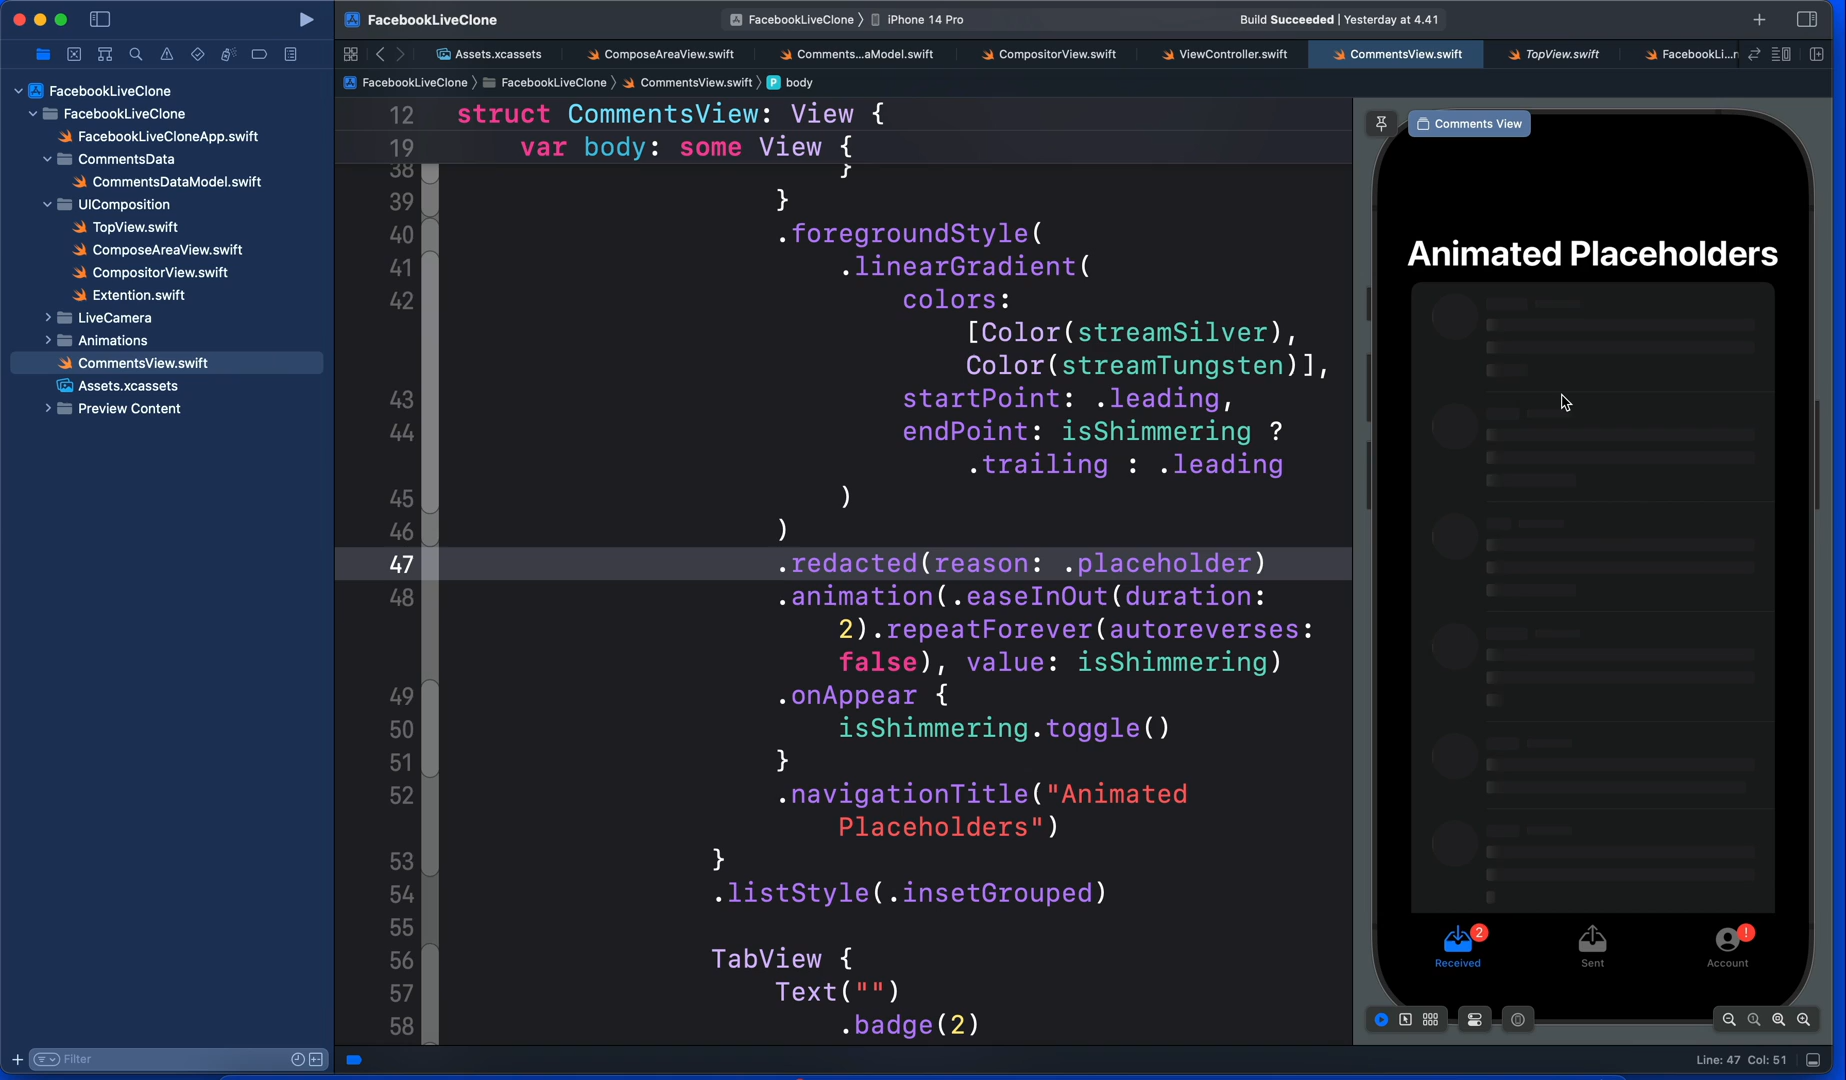 FacebookLiveClone
FacebookLiveClone 〉 iPhone 14 Pro
Build Succeeded | Yesterday at 4.41
Assets.xcassets
ComposeAreaView.swift
Comments...aModel.swift
CompositorView.swift
ViewController.swift
CommentsView.swift
TopView.swift
FacebookLi...
FacebookLiveClone 〉 FacebookLiveClone 〉 CommentsView.swift 〉 P body
FacebookLiveClone
FacebookLiveClone
FacebookLiveCloneApp.swift
CommentsData
CommentsDataModel.swift
UIComposition
TopView.swift
ComposeAreaView.swift
CompositorView.swift
Extention.swift
LiveCamera
Animations
CommentsView.swift
Assets.xcassets
Preview Content
Filter
12 struct CommentsView: View {
19 var body: some View {
38 }
39 }
40 .foregroundStyle(
41 .linearGradient(
42 colors:
[Color(streamSilver),
Color(streamTungsten)],
43 startPoint: .leading,
44 endPoint: isShimmering ?
.trailing : .leading
45 )
46 )
47 .redacted(reason: .placeholder)
48 .animation(.easeInOut(duration:
2).repeatForever(autoreverses:
false), value: isShimmering)
49 .onAppear {
50 isShimmering.toggle()
51 }
52 .navigationTitle("Animated
Placeholders")
53 }
54 .listStyle(.insetGrouped)
55
56 TabView {
57 Text("")
58 .badge(2)
Comments View
Animated Placeholders
2
!
Received
Sent
Account
Line: 47 Col: 51